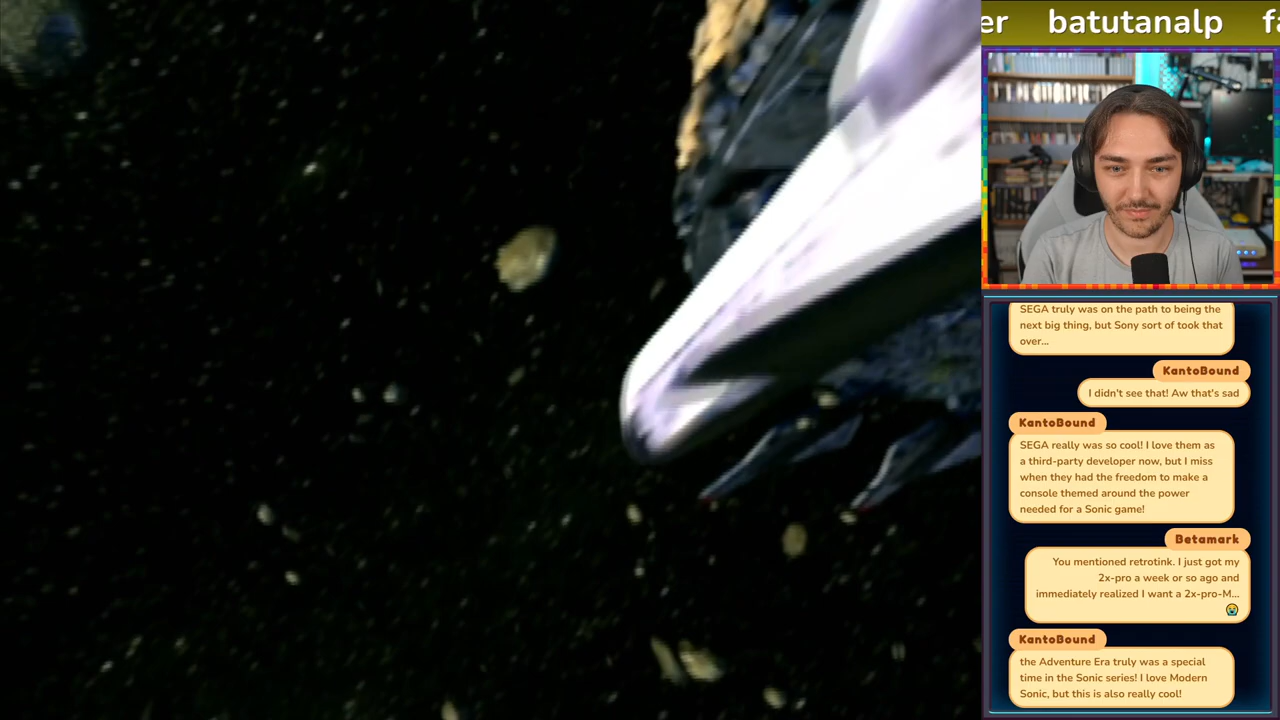 er batutanalp fa
SEGA truly was on the path to being the
next big thing, but Sony sort of took that
over...
KantoBound
I didn't see that! Aw that's sad
KantoBound
SEGA really was so cool! I love them as
a third-party developer now, but I miss
when they had the freedom to make a
console themed around the power
needed for a Sonic game!
Betamark
You mentioned retrotink. I just got my
2x-pro a week or so ago and
immediately realized I want a 2x-pro-M...
😭
KantoBound
the Adventure Era truly was a special
time in the Sonic series! I love Modern
Sonic, but this is also really cool!